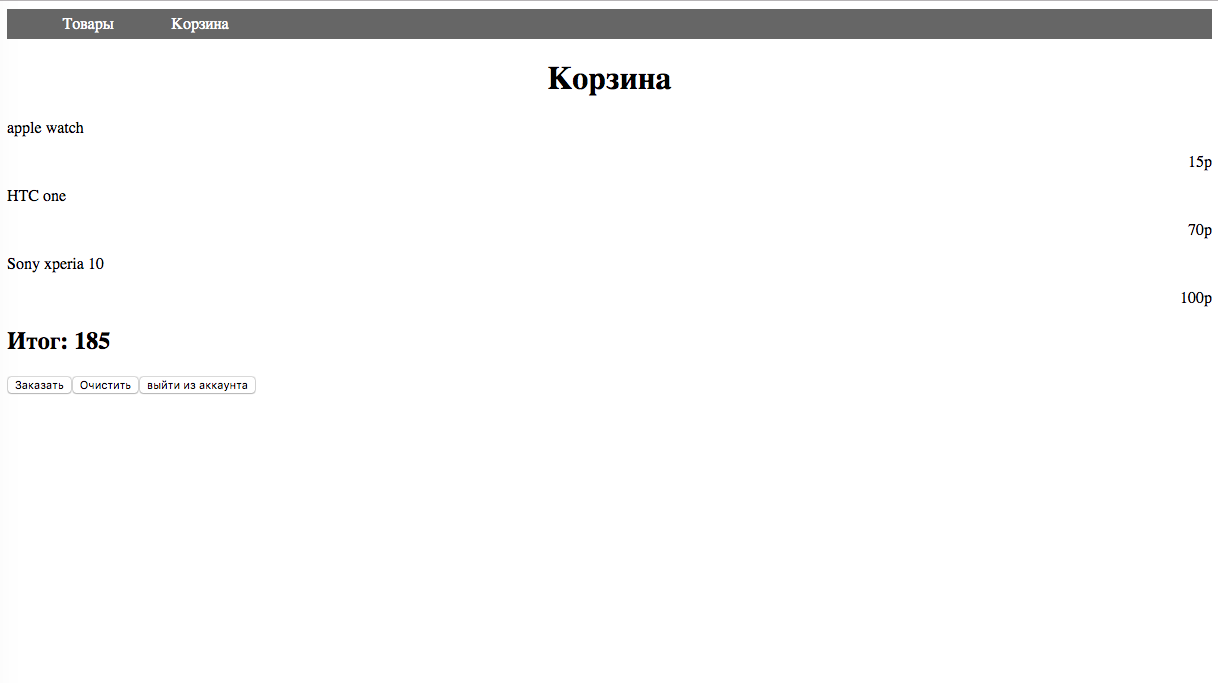 Товары Корзина
Корзина
apple watch
15р
HTC one
70р
Sony xperia 10
100р
Итог: 185
Заказать Очистить выйти из аккаунта